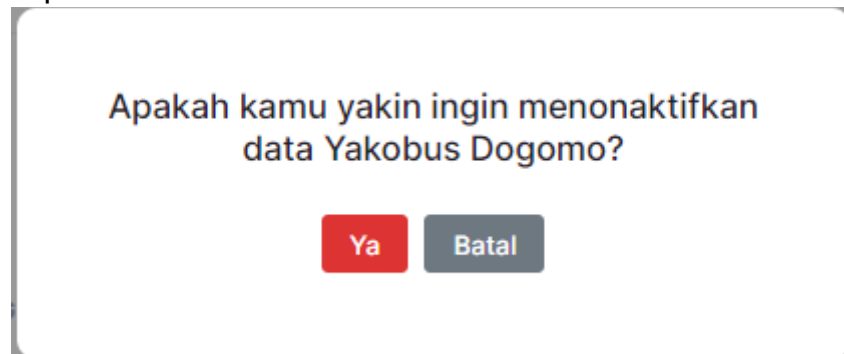 Apakah kamu yakin ingin menonaktifkan
data Yakobus Dogomo?
Ya
Batal